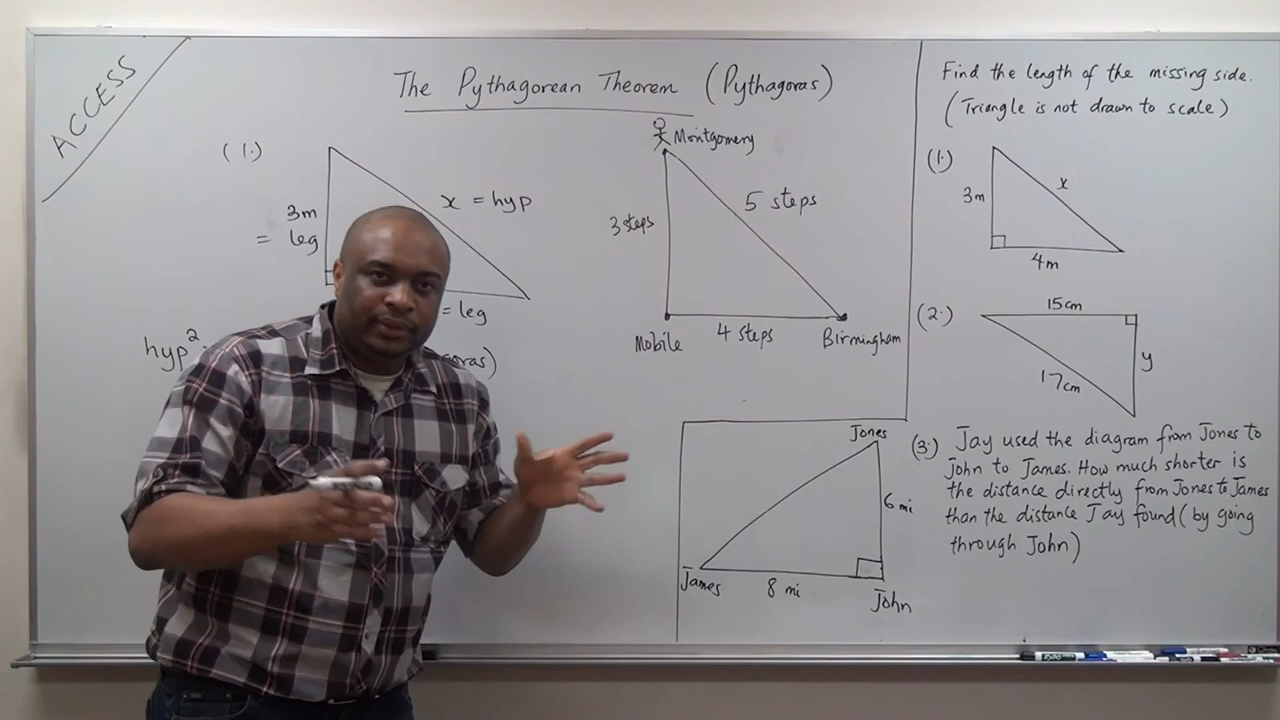 ACCESS
The Pythagorean Theorem (Pythagoras)
(1.)
3m
= leg
x = hyp
= leg
hyp²
Montgomery
3 steps
5 steps
4 steps
Mobile
Birmingham
Jones
6 mi
James
8 mi
John
Find the length of the missing side.
(Triangle is not drawn to scale)
(1.)
3m
x
4m
(2.)
15cm
y
17cm
(3.) Jay used the diagram from Jones to
John to James. How much shorter is
the distance directly from Jones to James
than the distance Jay found (by going
through John)